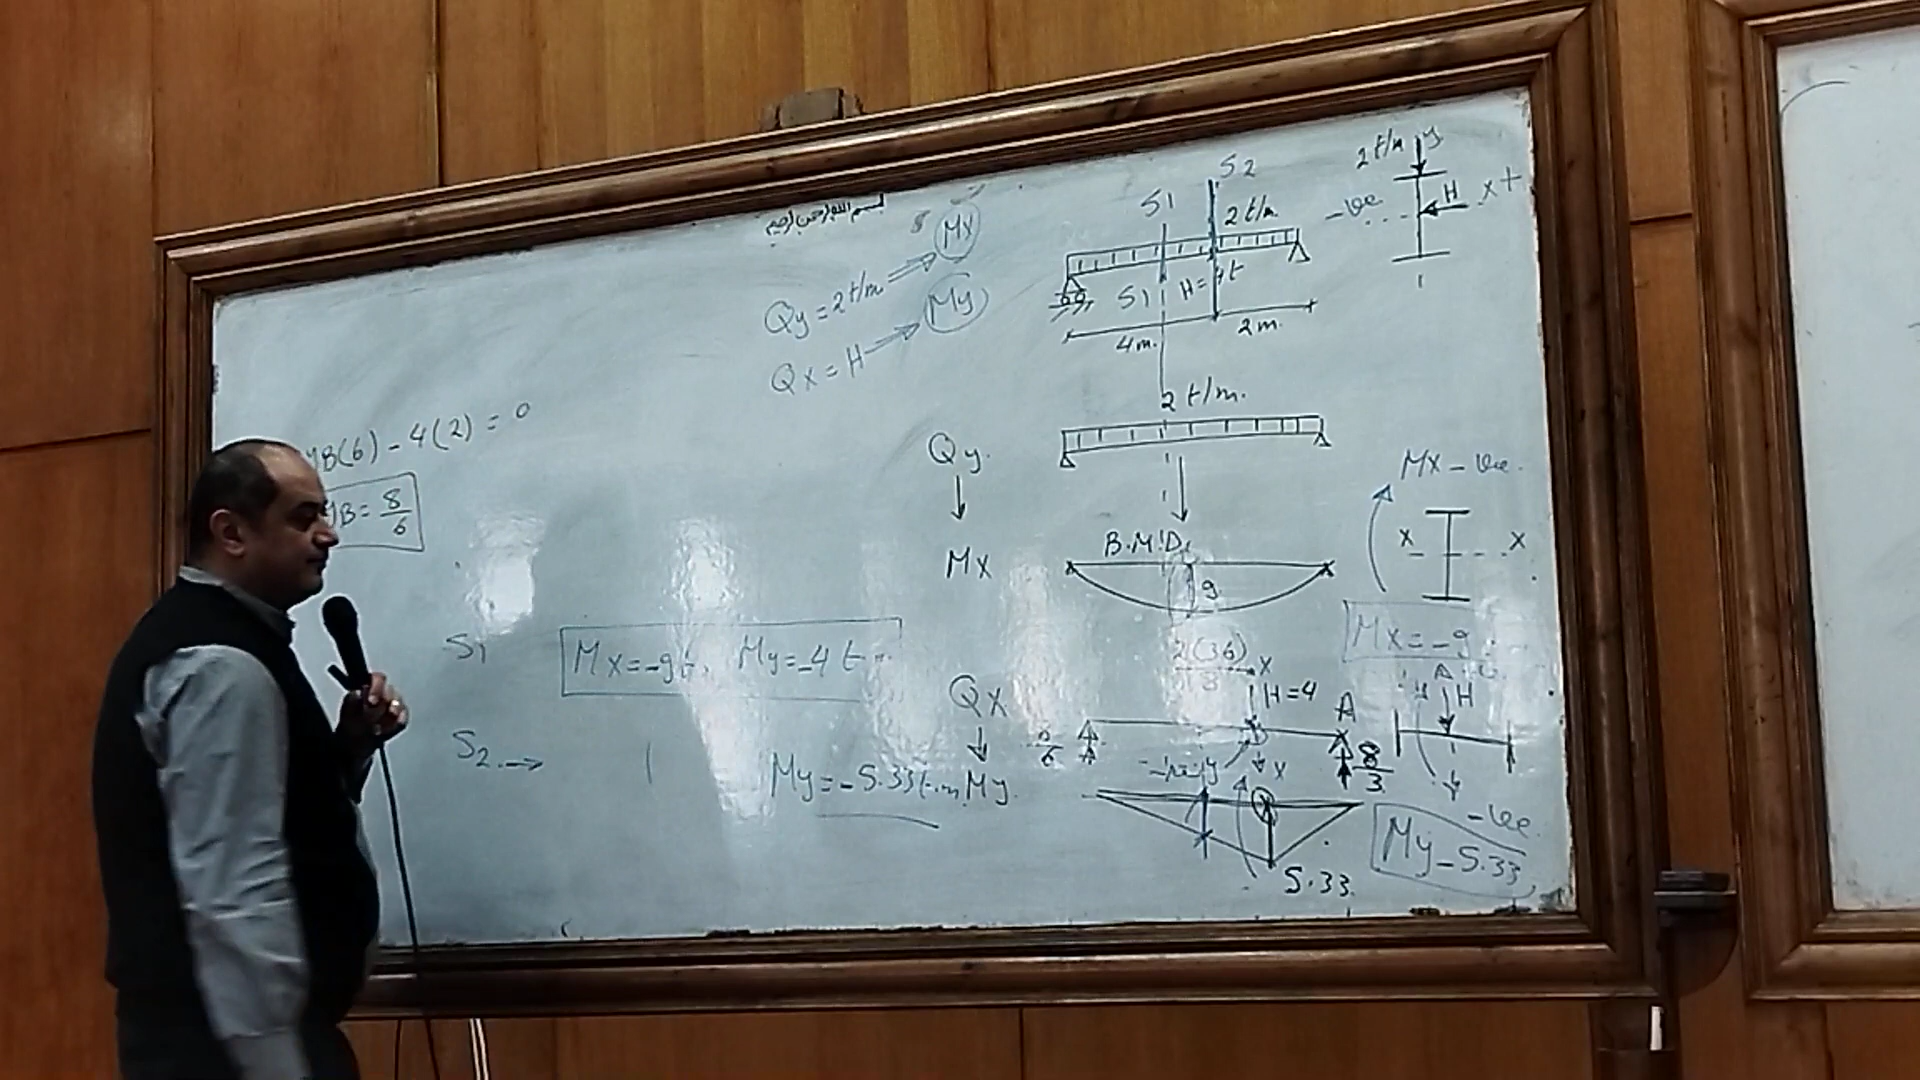 بسم الله الرحمن الرحيم
Qy = 2 t/m ⇒ Mx
Qx = H ⇒ My
B(6) - 4(2) = 0
B = 8/6
S1 Mx = -9 t. My = -4 t.
S2 → My = -5.33 t.m
S1 S2
2 t/m
S1 H = 4t
4m. 2m.
2 t/m y
-ve H x +
2 t/m.
Qy
Mx
B.M.D
9
2(36)/8
Mx -ve.
x x
Mx = -9
Qx
My.
x
H = 4 A
8/6 8/3
x
5.33
H
-ve
My - 5.33